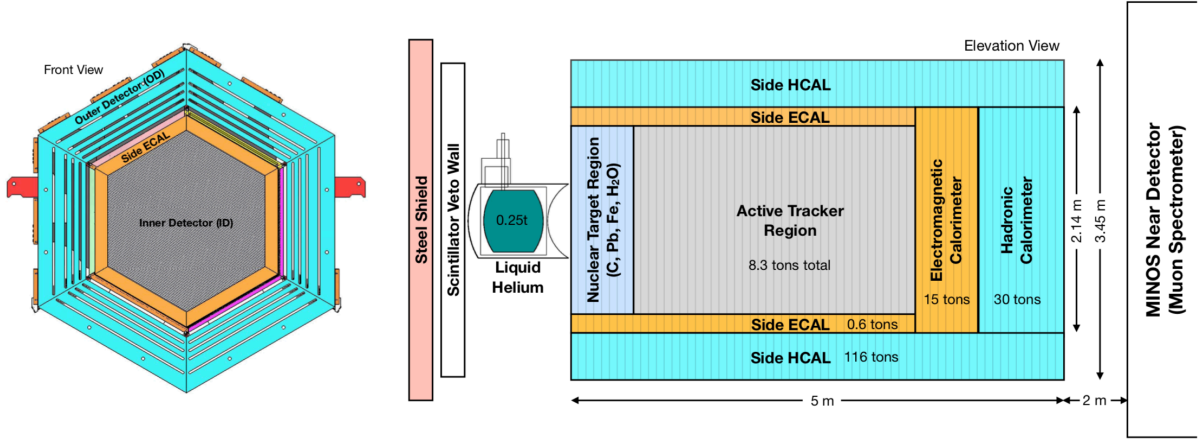 Front View
Outer Detector (OD)
Side ECAL
Inner Detector (ID)
Steel Shield
Scintillator Veto Wall
0.25t
Liquid
Helium
Elevation View
Side HCAL
Side ECAL
Nuclear Target Region
(C, Pb, Fe, H₂O)
Active Tracker
Region
8.3 tons total
Electromagnetic
Calorimeter
15 tons
Hadronic
Calorimeter
30 tons
Side ECAL 0.6 tons
Side HCAL 116 tons
2.14 m
3.45 m
5 m
2 m
MINOS Near Detector
(Muon Spectrometer)